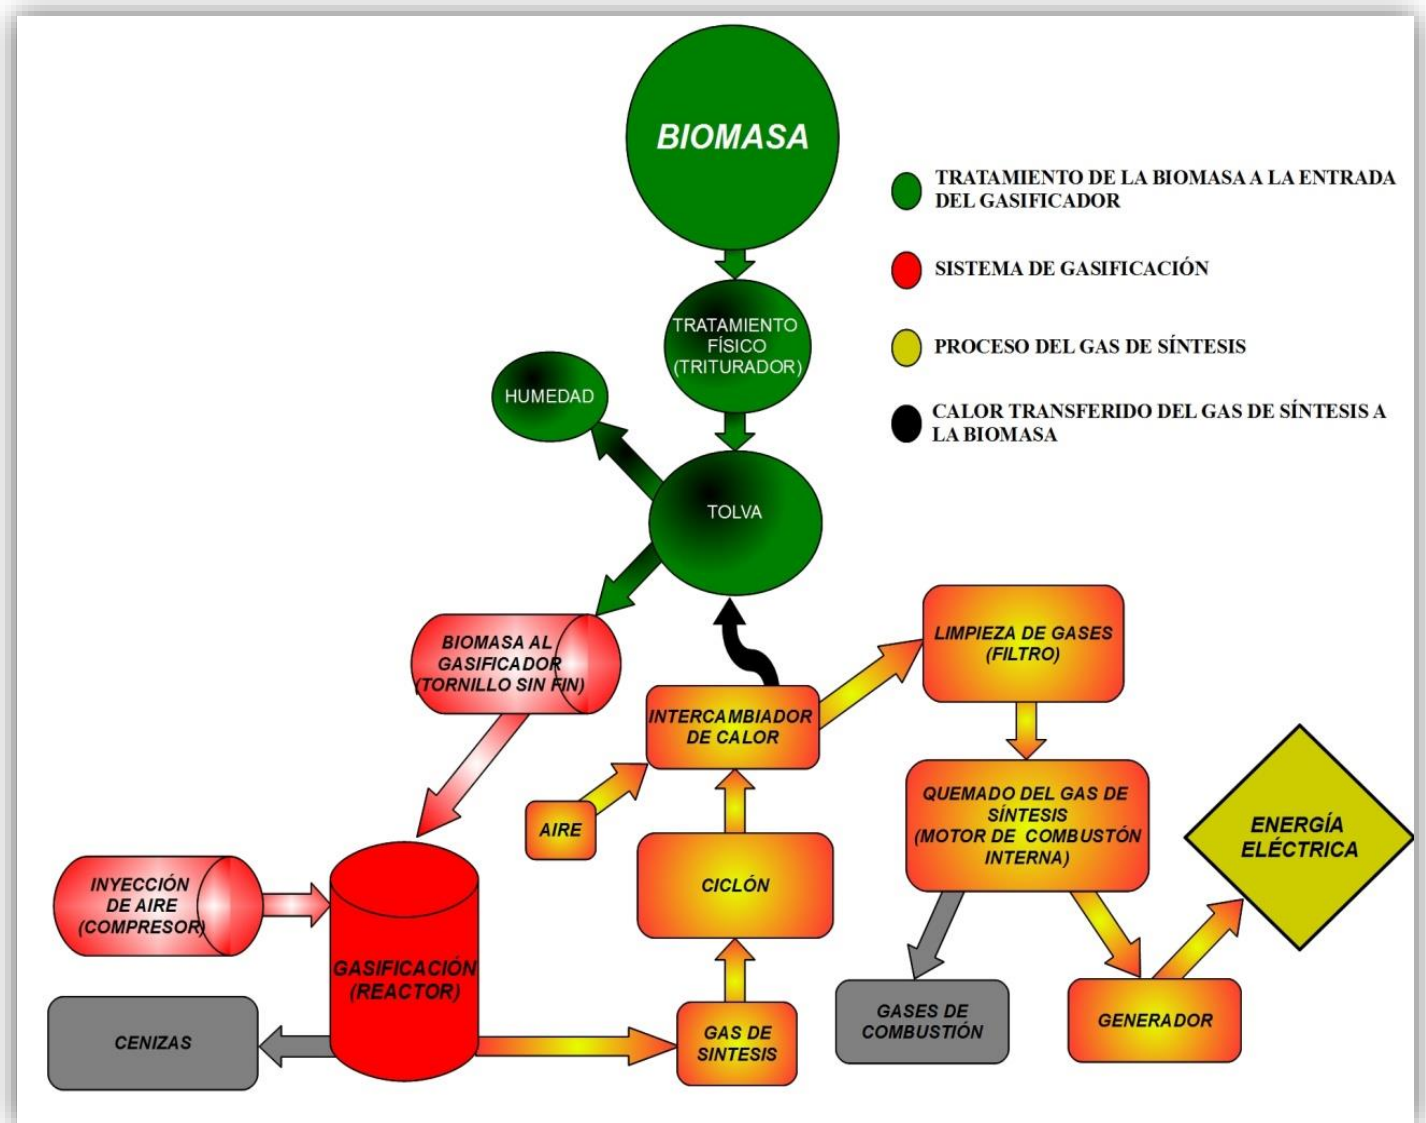 BIOMASA
TRATAMIENTO DE LA BIOMASA A LA ENTRADA
DEL GASIFICADOR
SISTEMA DE GASIFICACIÓN
PROCESO DEL GAS DE SÍNTESIS
CALOR TRANSFERIDO DEL GAS DE SÍNTESIS A
LA BIOMASA
TRATAMIENTO
FÍSICO
(TRITURADOR)
HUMEDAD
TOLVA
BIOMASA AL
GASIFICADOR
(TORNILLO SIN FIN)
LIMPIEZA DE GASES
(FILTRO)
INTERCAMBIADOR
DE CALOR
AIRE
QUEMADO DEL GAS DE
SÍNTESIS
(MOTOR DE COMBUSTÓN
INTERNA)
ENERGÍA
ELÉCTRICA
CICLÓN
INYECCIÓN
DE AIRE
(COMPRESOR)
GASIFICACIÓN
(REACTOR)
CENIZAS
GAS DE
SINTESIS
GASES DE
COMBUSTIÓN
GENERADOR